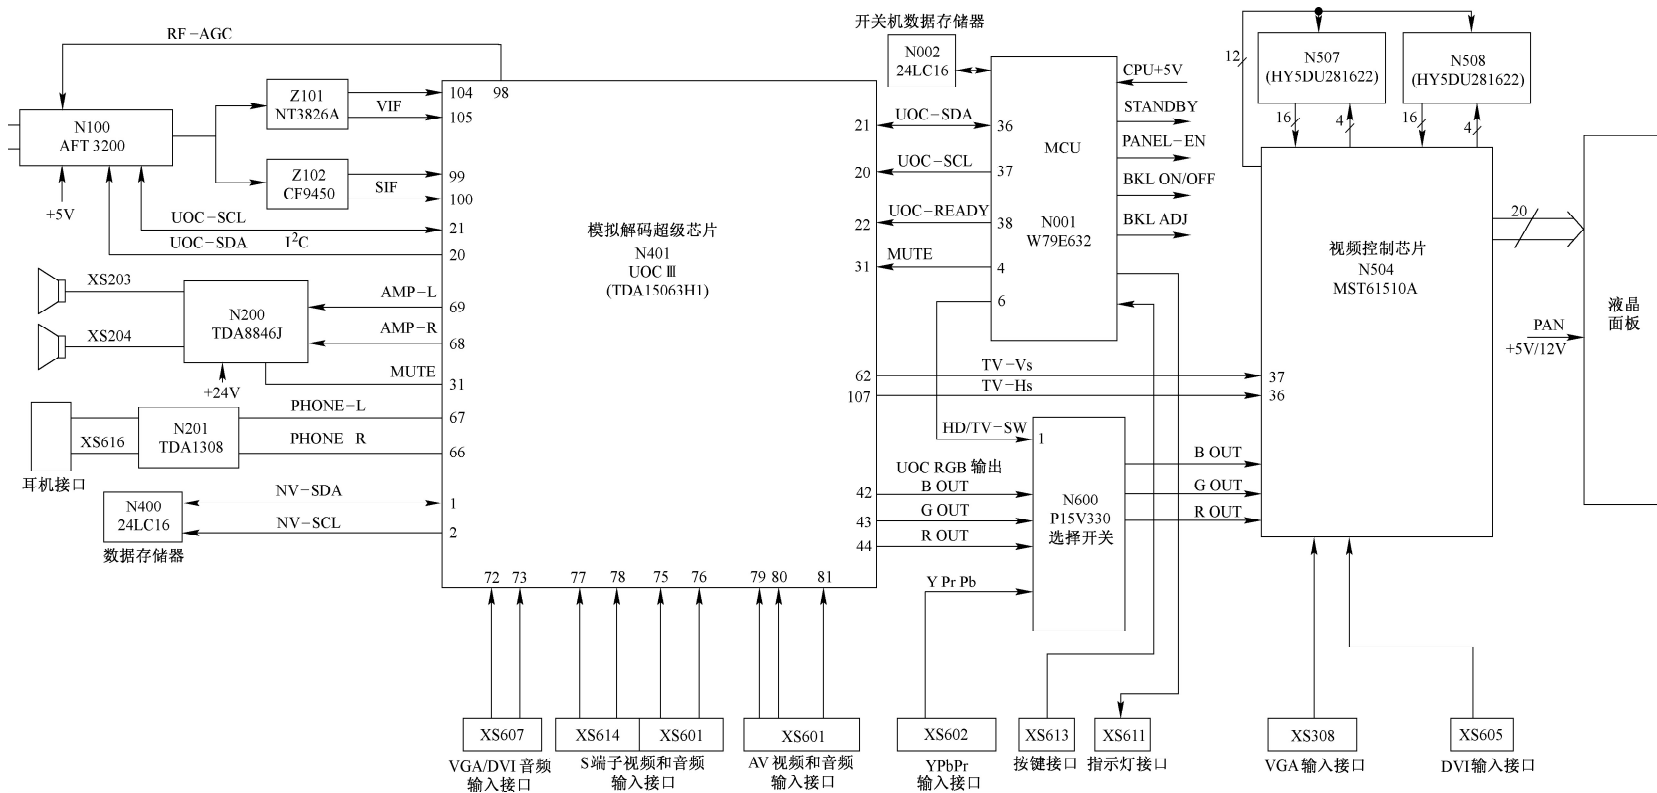 开关机数据存储器
RF-AGC
N002
24LC16
12
N507
(HY5DU281622)
N508
(HY5DU281622)
CPU+5V
STANDBY
PANEL-EN
BKL ON/OFF
BKL ADJ
Z101
NT3826A
VIF
104
98
105
N100
AFT 3200
+5V
Z102
CF9450
SIF
99
100
UOC-SCL
21
UOC-SDA
I²C
20
21
UOC-SDA
36
20
UOC-SCL
37
22
UOC-READY
38
31
MUTE
4
6
MCU
N001
W79E632
16
4
16
4
模拟解码超级芯片
N401
UOC Ⅲ
(TDA15063H1)
视频控制芯片
N504
MST61510A
20
液晶
面板
PAN
+5V/12V
XS203
XS204
N200
TDA8846J
+24V
AMP-L
69
AMP-R
68
MUTE
31
62
TV-Vs
37
107
TV-Hs
36
XS616
耳机接口
N201
TDA1308
PHONE-L
67
PHONE R
66
HD/TV-SW
1
UOC RGB 输出
42
B OUT
43
G OUT
44
R OUT
N600
P15V330
选择开关
B OUT
G OUT
R OUT
N400
24LC16
数据存储器
NV-SDA
1
NV-SCL
2
Y Pr Pb
72
73
77
78
75
76
79
80
81
XS607
VGA/DVI 音频
输入接口
XS614
XS601
S端子视频和音频
输入接口
XS601
AV 视频和音频
输入接口
XS602
YPbPr
输入接口
XS613
按键接口
XS611
指示灯接口
XS308
VGA 输入接口
XS605
DVI 输入接口